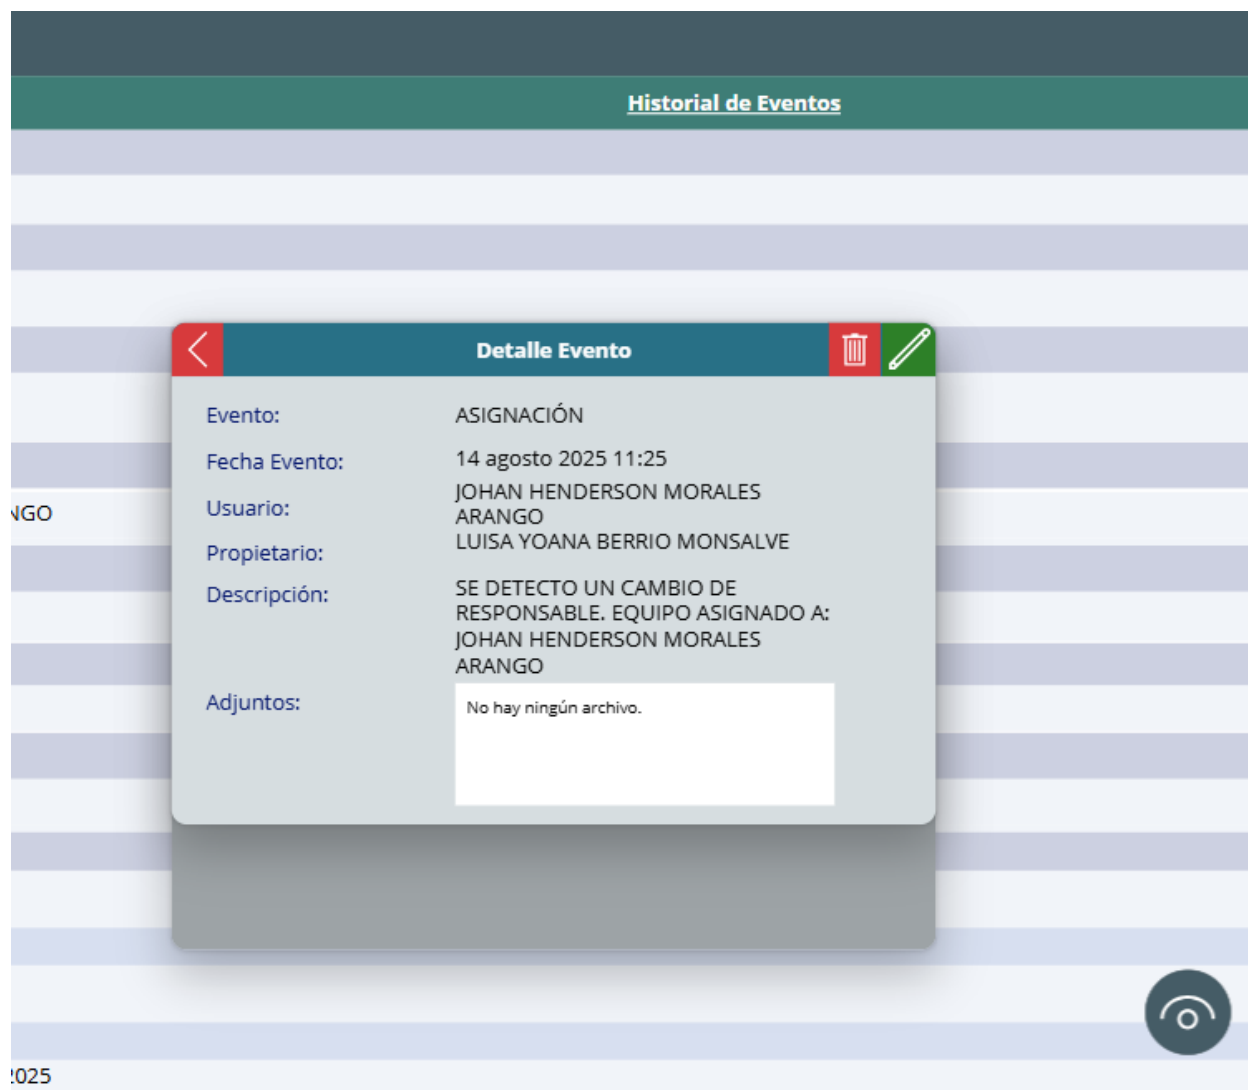 Historial de Eventos
Detalle Evento
Evento: ASIGNACIÓN
Fecha Evento: 14 agosto 2025 11:25
Usuario: JOHAN HENDERSON MORALES
ARANGO
Propietario: LUISA YOANA BERRIO MONSALVE
Descripción: SE DETECTO UN CAMBIO DE
RESPONSABLE. EQUIPO ASIGNADO A:
JOHAN HENDERSON MORALES
ARANGO
Adjuntos: No hay ningún archivo.
NGO
2025